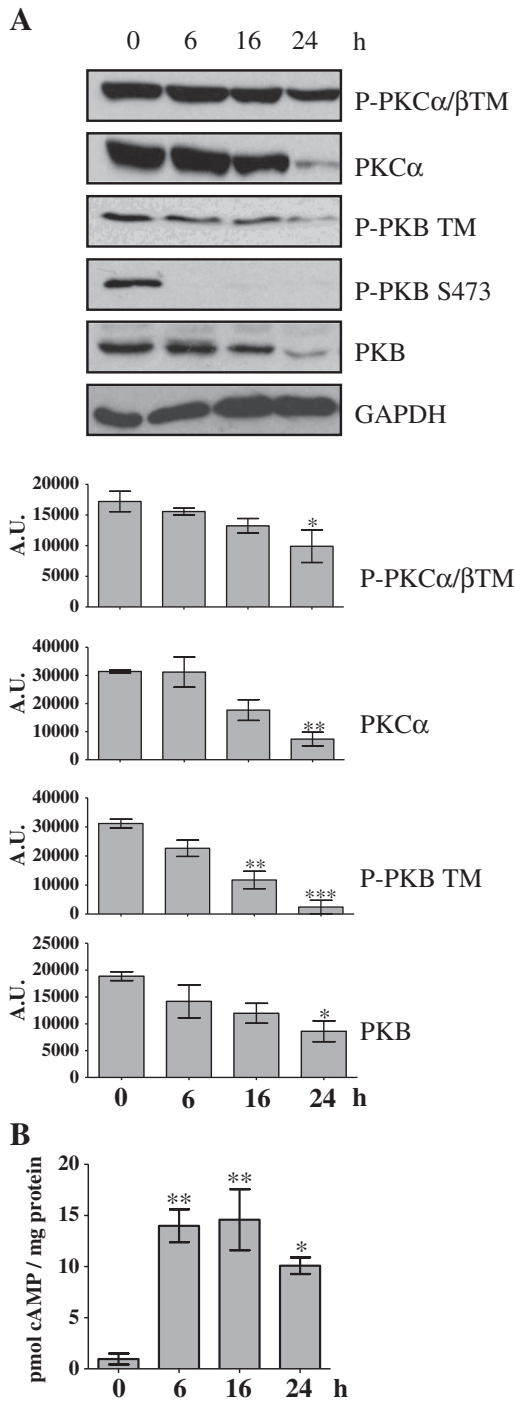 A
0 6 16 24 h
P-PKCα/βTM
PKCα
P-PKB TM
P-PKB S473
PKB
GAPDH
20000
15000
10000
5000
0
A.U.
*
P-PKCα/βTM
40000
30000
20000
10000
0
A.U.
**
PKCα
40000
30000
20000
10000
0
A.U.
**
***
P-PKB TM
25000
20000
15000
10000
5000
0
A.U.
*
PKB
0 6 16 24 h
B
20
15
10
5
0
pmol cAMP / mg protein
**
**
*
0 6 16 24 h